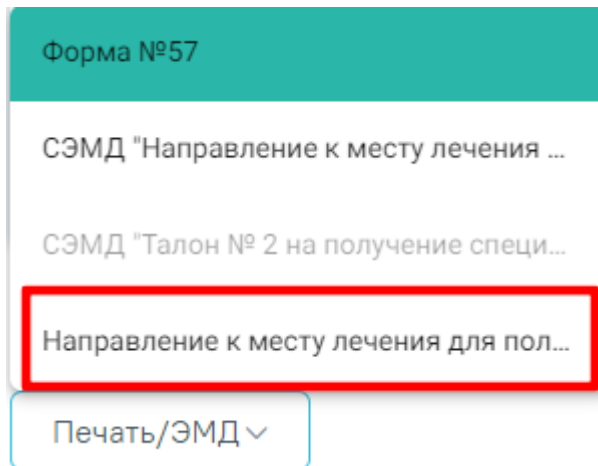 Форма №57
СЭМД "Направление к месту лечения ...
СЭМД "Талон № 2 на получение специ...
Направление к месту лечения для пол...
Печать/ЭМД